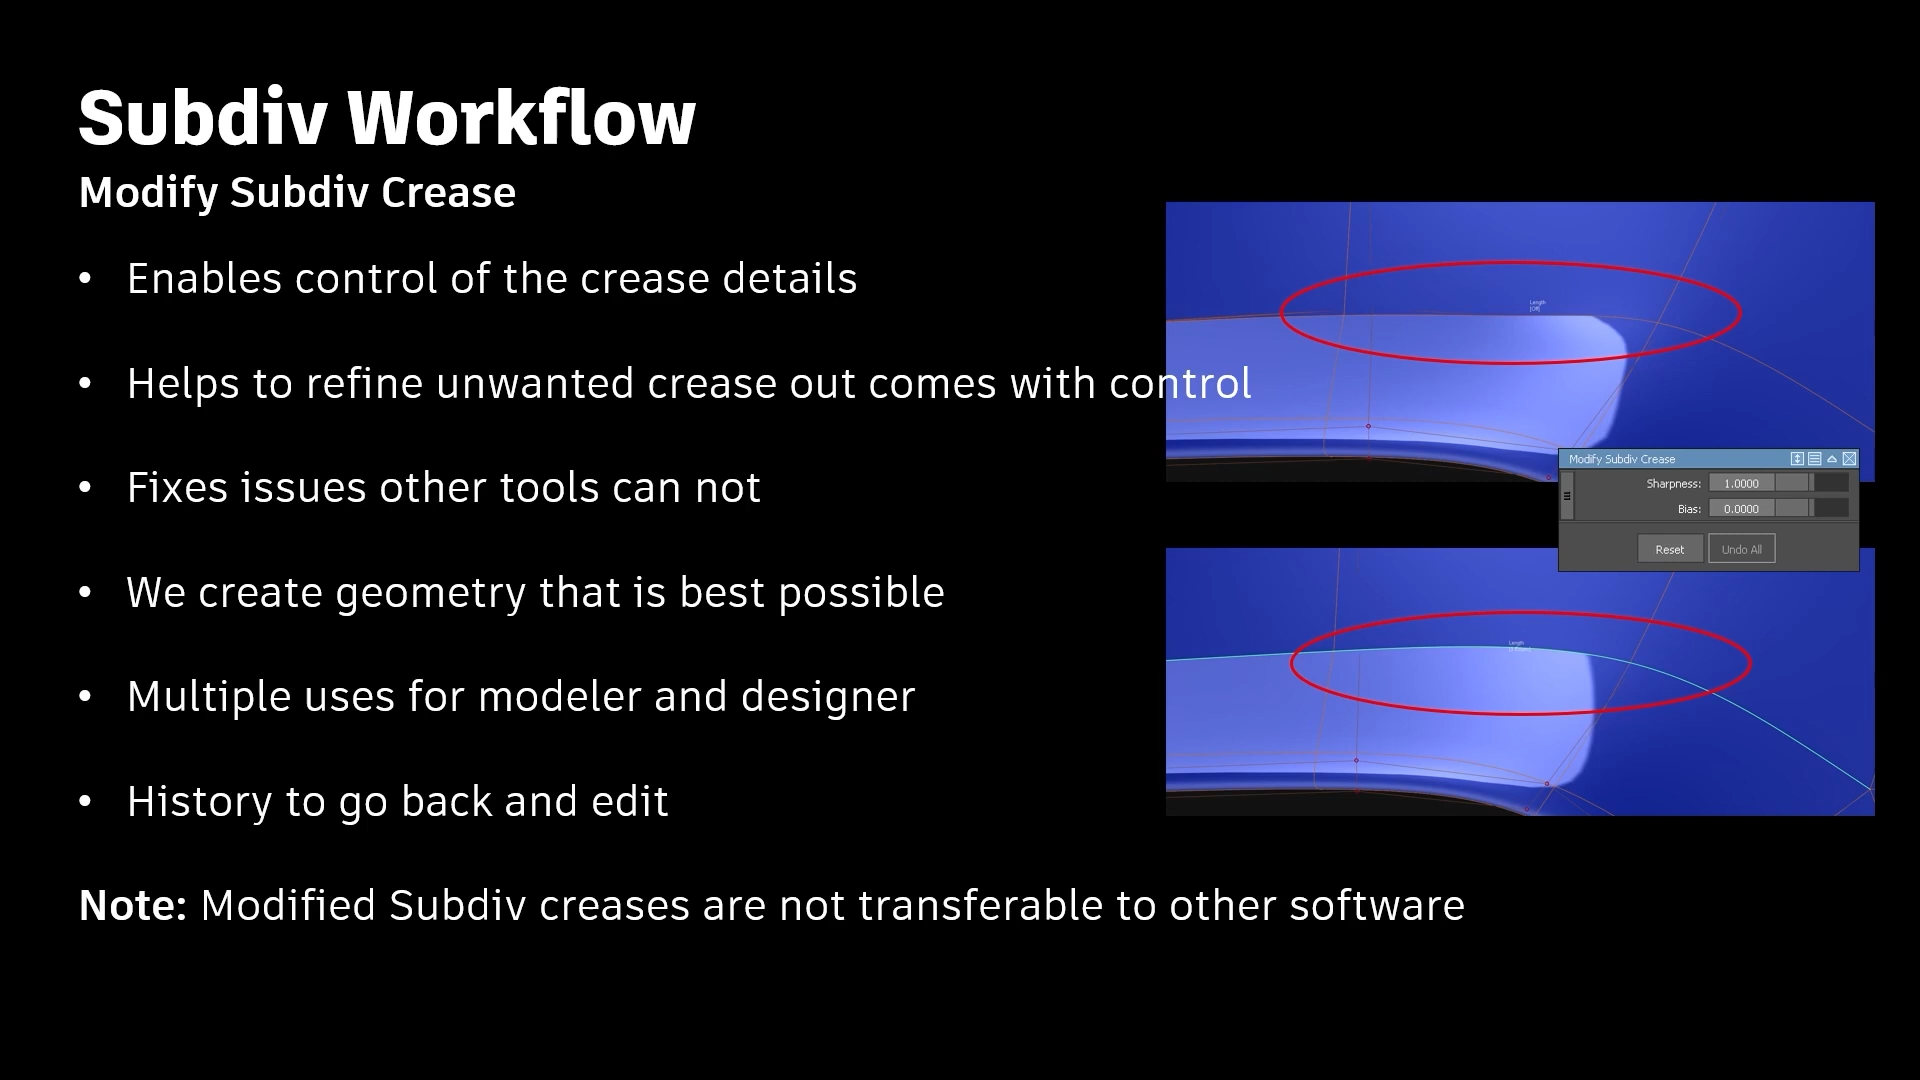 Subdiv Workflow
Modify Subdiv Crease
• Enables control of the crease details
• Helps to refine unwanted crease out comes with control
• Fixes issues other tools can not
• We create geometry that is best possible
• Multiple uses for modeler and designer
• History to go back and edit
Note: Modified Subdiv creases are not transferable to other software
Length
[Off]
Modify Subdiv Crease
Sharpness: 1.0000
Bias: 0.0000
Reset Undo All
Length